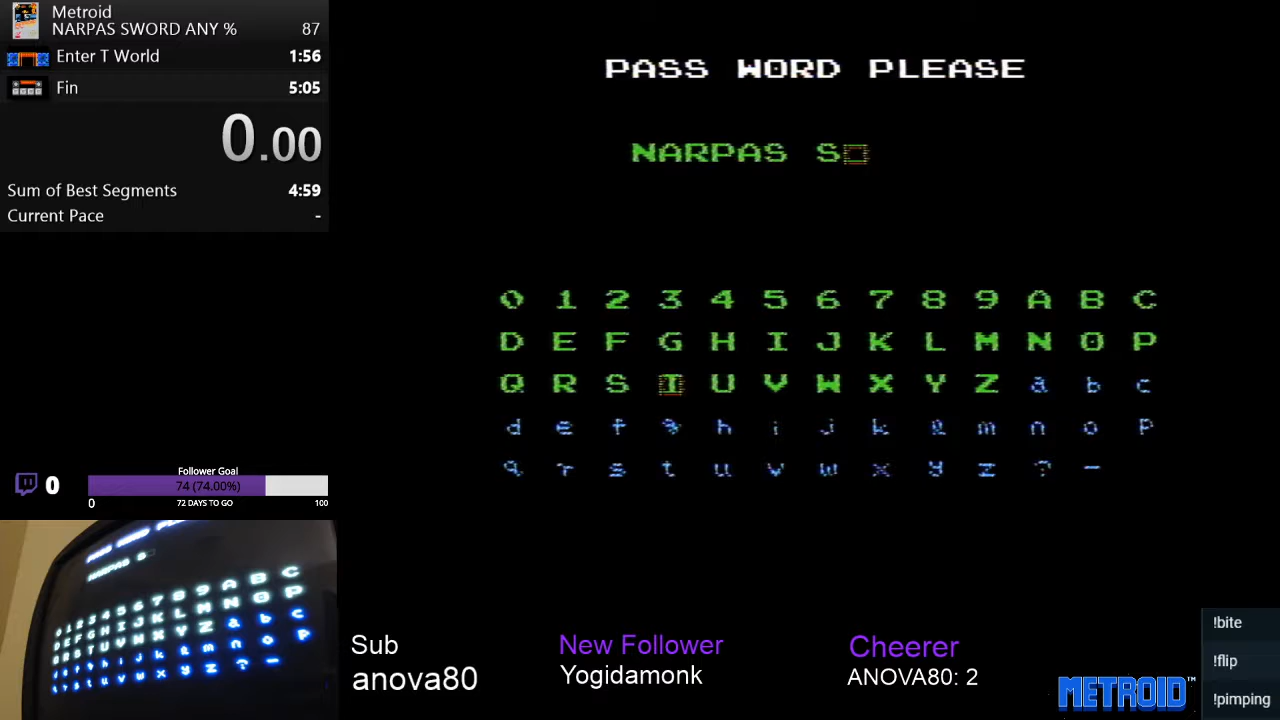 Metroid
NARPAS SWORD ANY % 87
Enter T World 1:56
Fin 5:05
0.00
Sum of Best Segments 4:59
Current Pace -
PASS WORD PLEASE
NARPAS S
0 1 2 3 4 5 6 7 8 9 A B C
D E F G H I J K L M N O P
Q R S T U V W X Y Z a b c
d e f g h i j k l m n o p
q r s t u v w x y z ? -
Follower Goal
0
74 (74.00%)
0 72 DAYS TO GO 100
Sub
anova80
New Follower
Yogidamonk
Cheerer
ANOVA80: 2
METROID™
!bite
!flip
!pimping